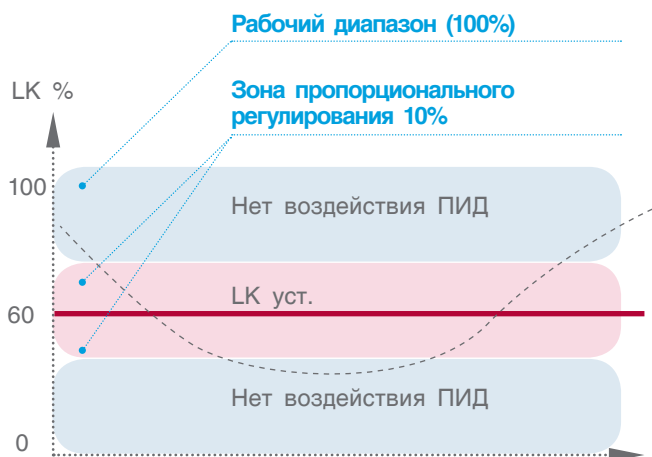 Рабочий диапазон (100%)
Зона пропорционального
регулирования 10%
LK %
100
Нет воздействия ПИД
LK уст.
60
Нет воздействия ПИД
0